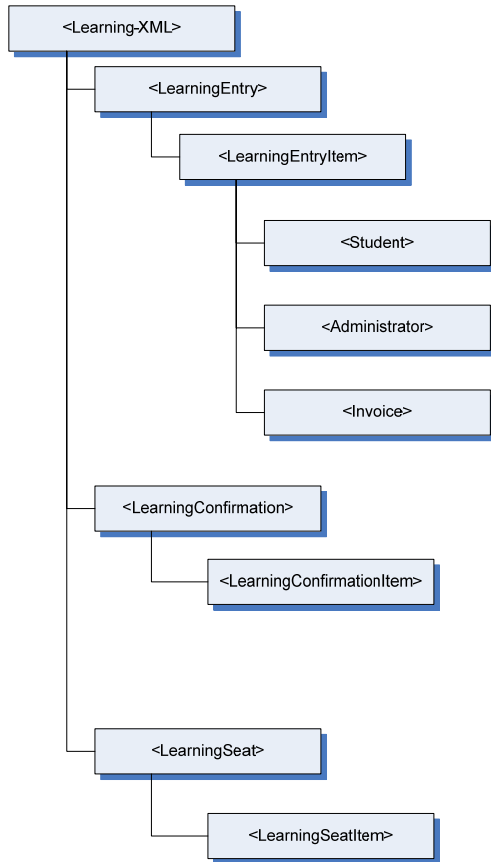 <Learning-XML>
<LearningEntry>
<LearningEntryItem>
<Student>
<Administrator>
<Invoice>
<LearningConfirmation>
<LearningConfirmationItem>
<LearningSeat>
<LearningSeatItem>